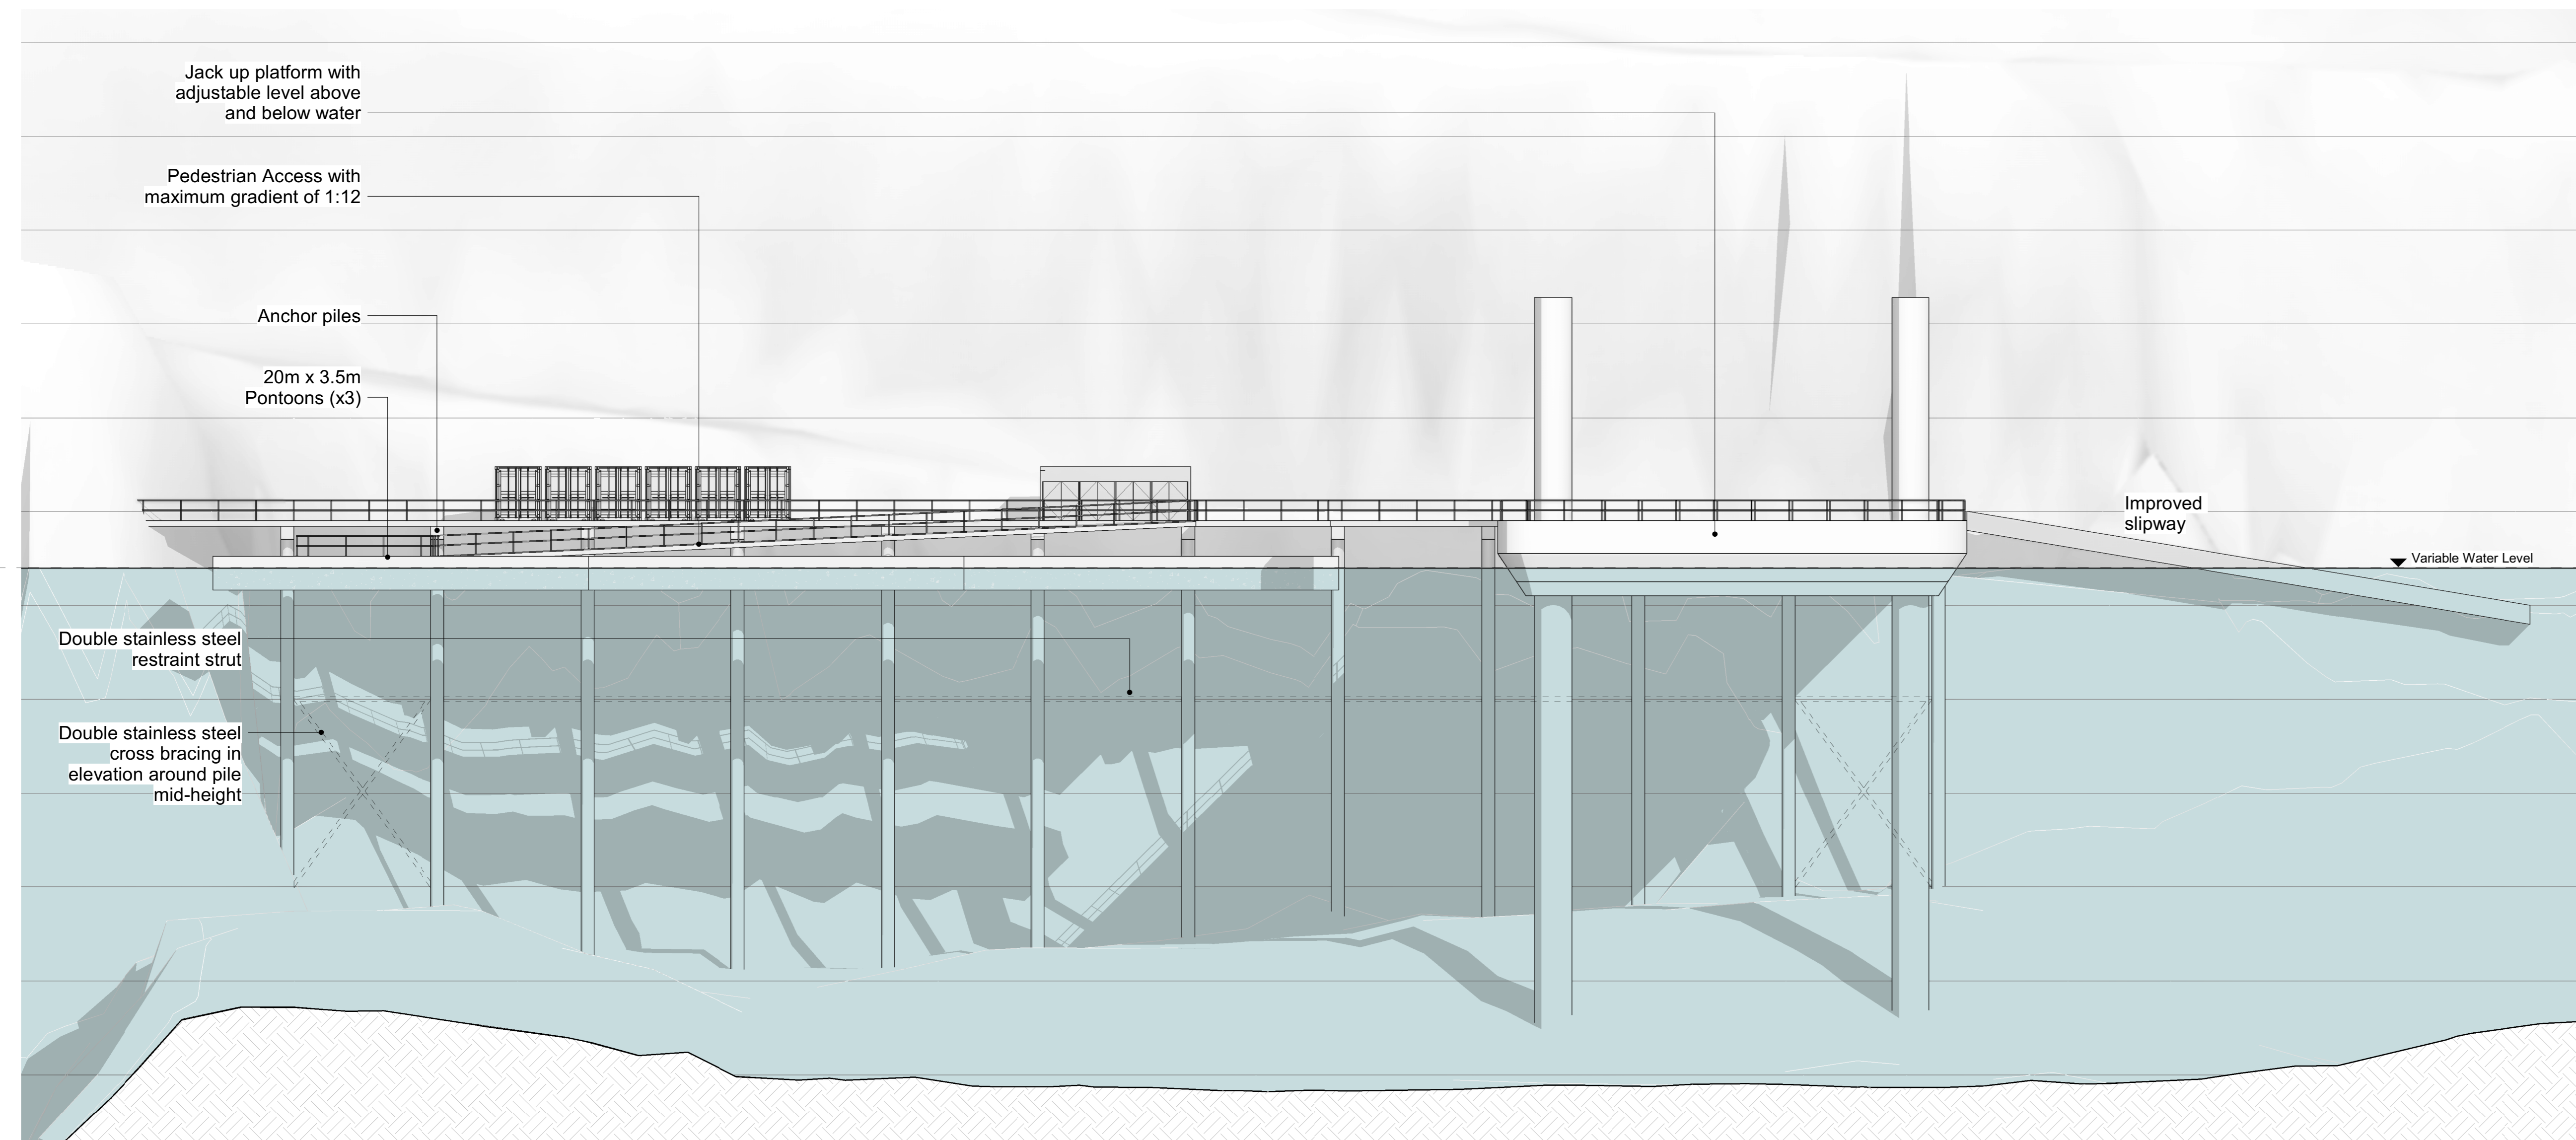 Jack up platform with
adjustable level above
and below water
Pedestrian Access with
maximum gradient of 1:12
Anchor piles
20m x 3.5m
Pontoons (x3)
Improved
slipway
Variable Water Level
Double stainless steel
restraint strut
Double stainless steel
cross bracing in
elevation around pile
mid-height